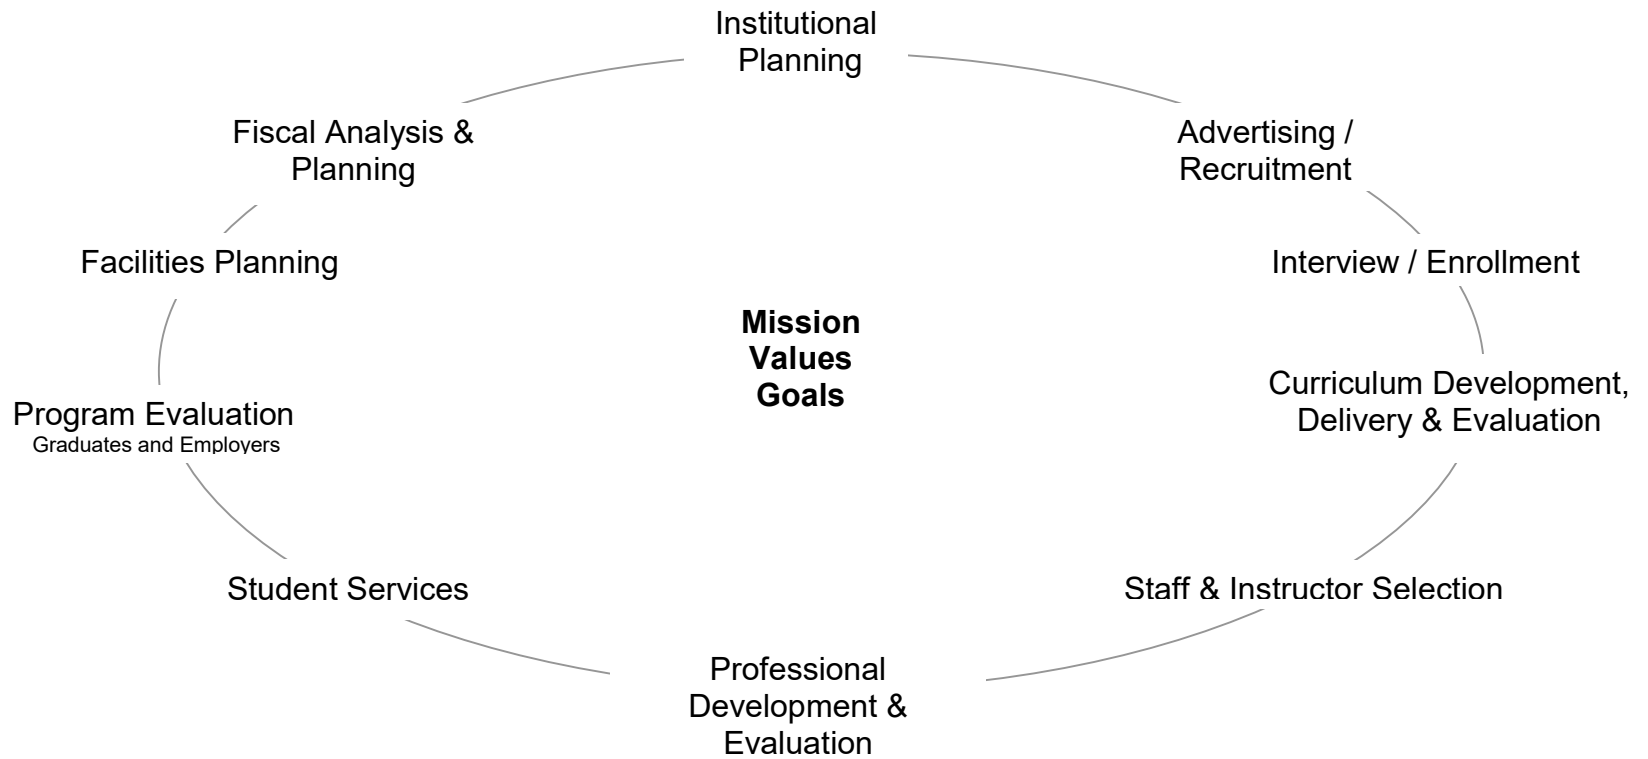 Institutional
Planning
Fiscal Analysis &
Planning
Advertising /
Recruitment
Facilities Planning
Interview / Enrollment
Mission
Values
Goals
Curriculum Development,
Delivery & Evaluation
Program Evaluation
Graduates and Employers
Student Services
Staff & Instructor Selection
Professional
Development &
Evaluation